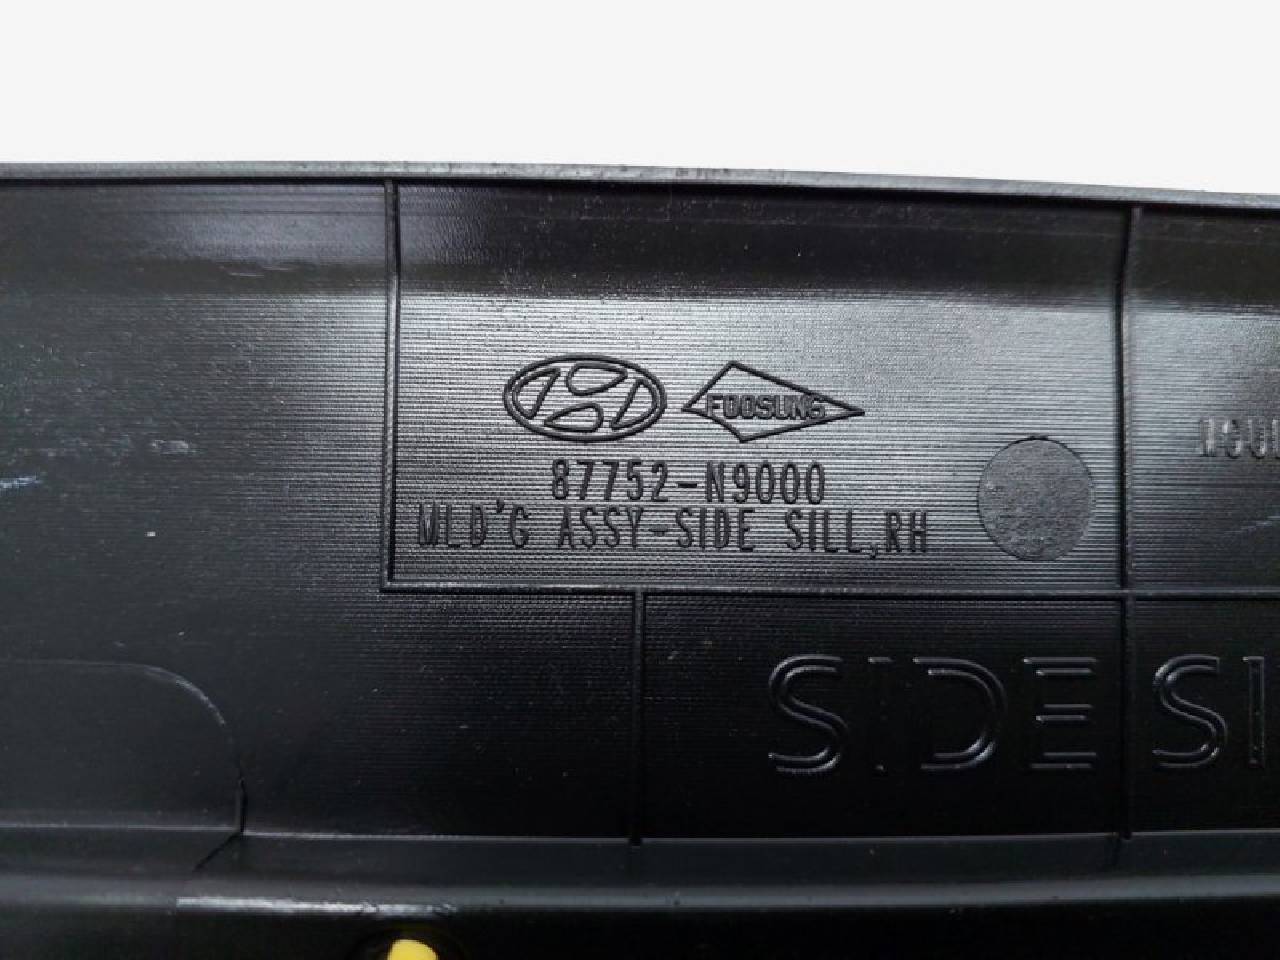 FOOSUNG
87752-N9000
MLD'G ASSY-SIDE SILL,RH
SIDE